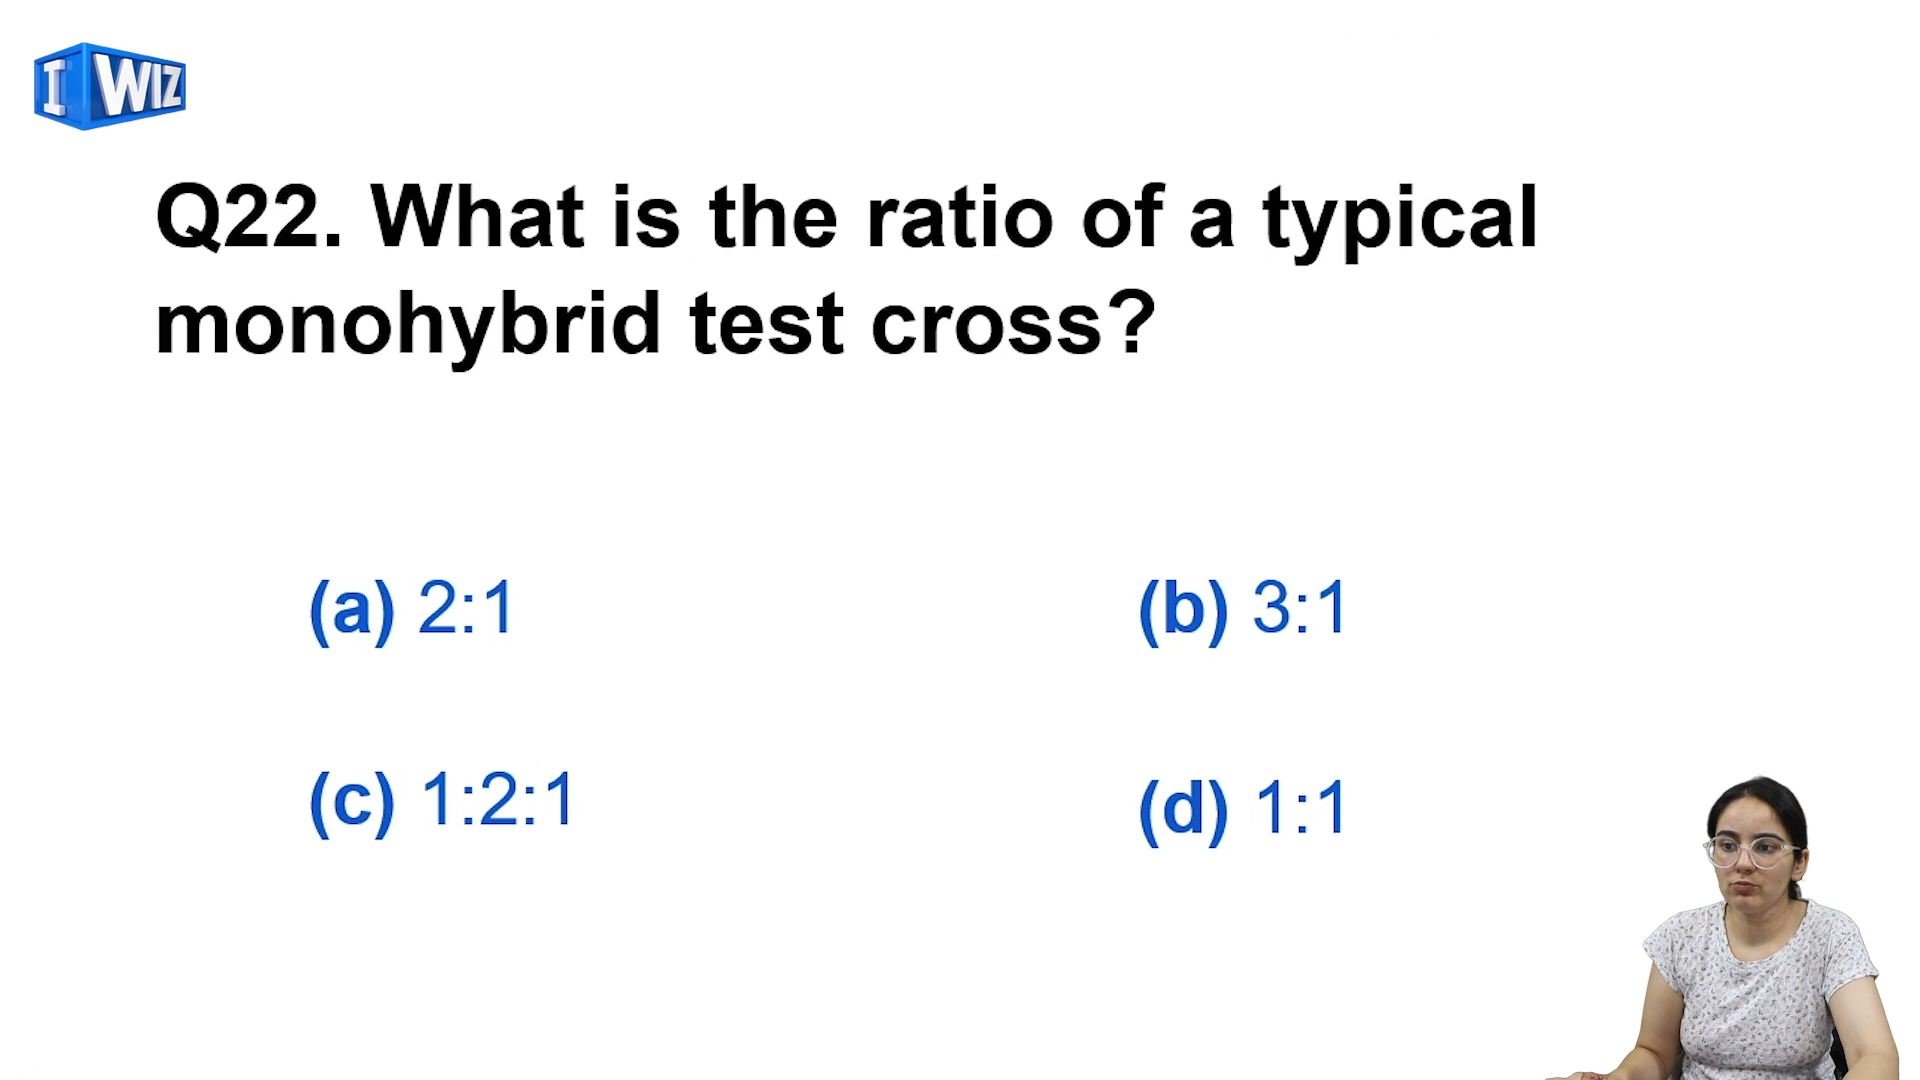 I WIZ
Q22. What is the ratio of a typical
monohybrid test cross?
(a) 2:1
(b) 3:1
(c) 1:2:1
(d) 1:1